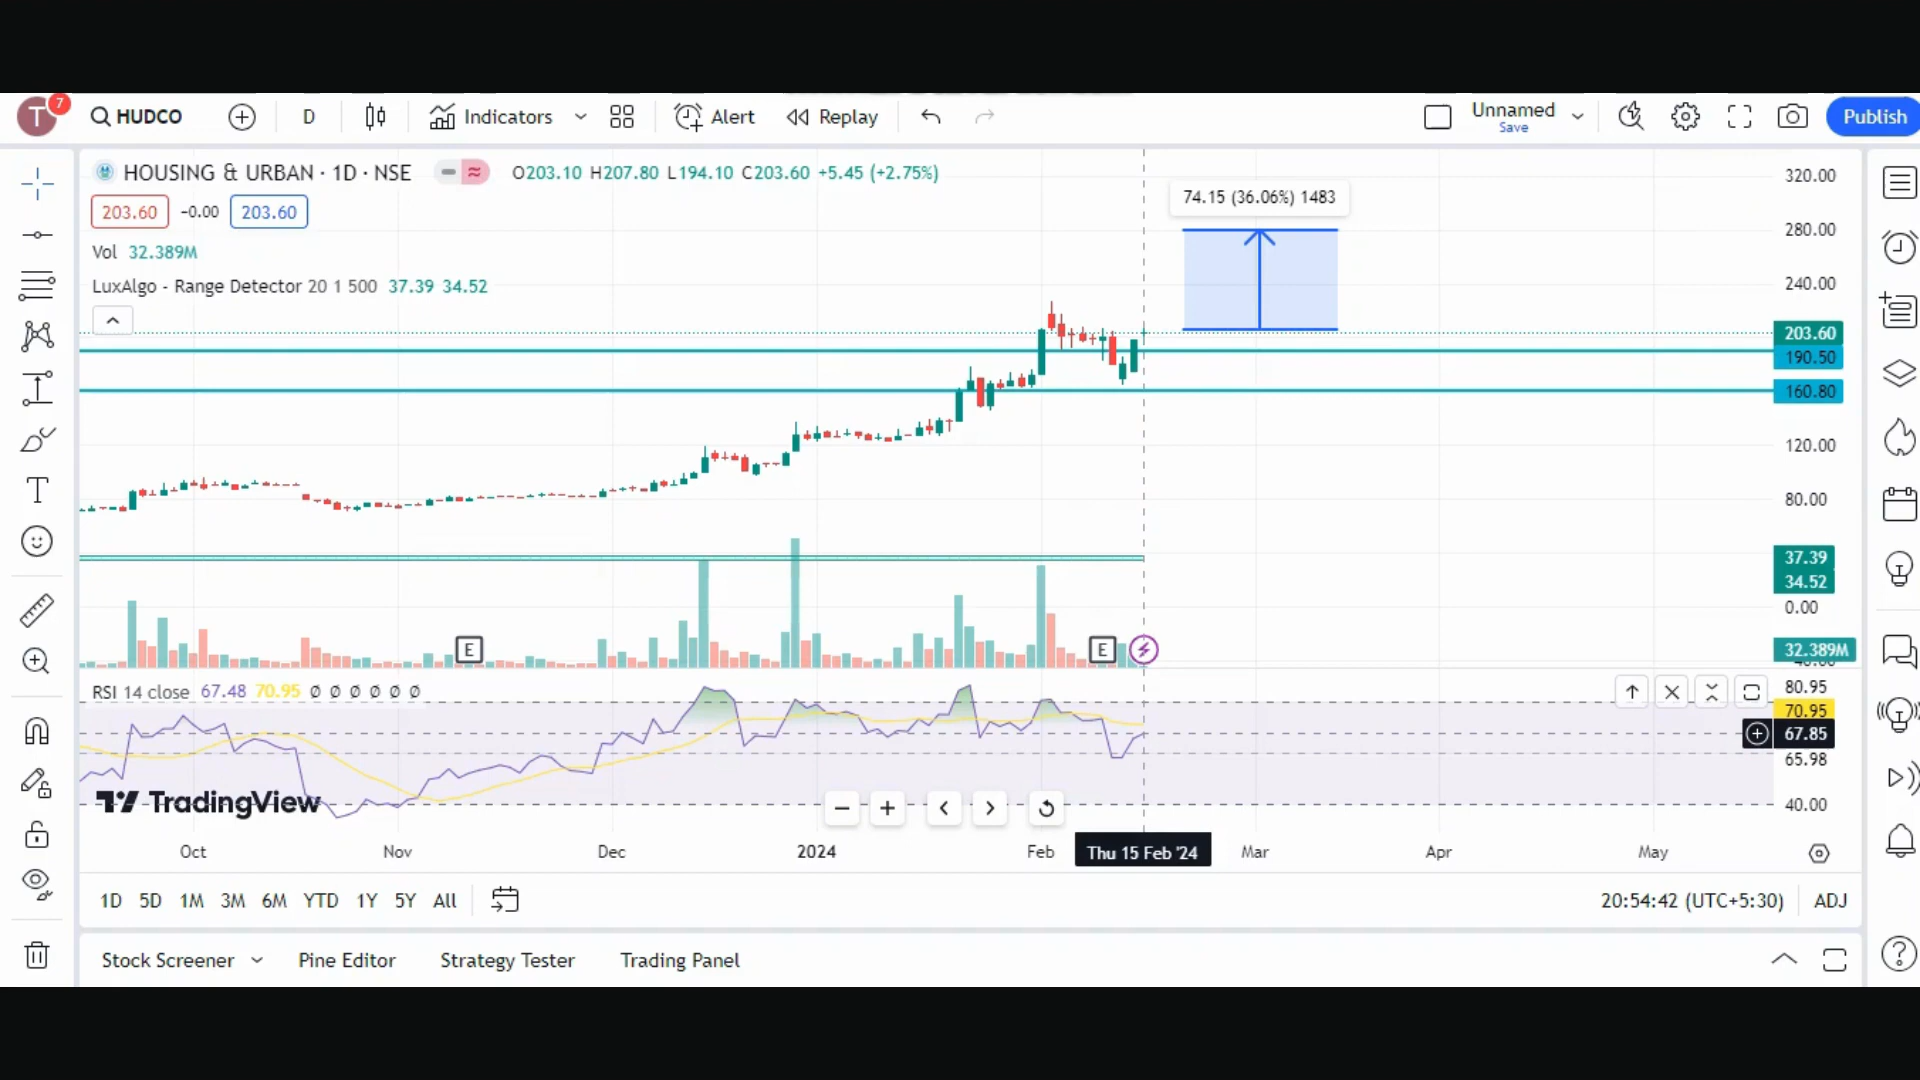 T 7 HUDCO D Indicators Alert Replay Unnamed Save Publish
HOUSING & URBAN · 1D · NSE O203.10 H207.80 L194.10 C203.60 +5.45 (+2.75%)
203.60 −0.00 203.60
Vol 32.389M
LuxAlgo - Range Detector 20 1 500 37.39 34.52
74.15 (36.06%) 1483
320.00
280.00
240.00
203.60
190.50
160.80
120.00
80.00
37.39
34.52
0.00
32.389M
E E
RSI 14 close 67.48 70.95 Ø Ø Ø Ø Ø Ø
80.95
70.95
67.85
65.98
40.00
TradingView
Oct Nov Dec 2024 Feb Thu 15 Feb '24 Mar Apr May
1D 5D 1M 3M 6M YTD 1Y 5Y All 20:54:42 (UTC+5:30) ADJ
Stock Screener Pine Editor Strategy Tester Trading Panel